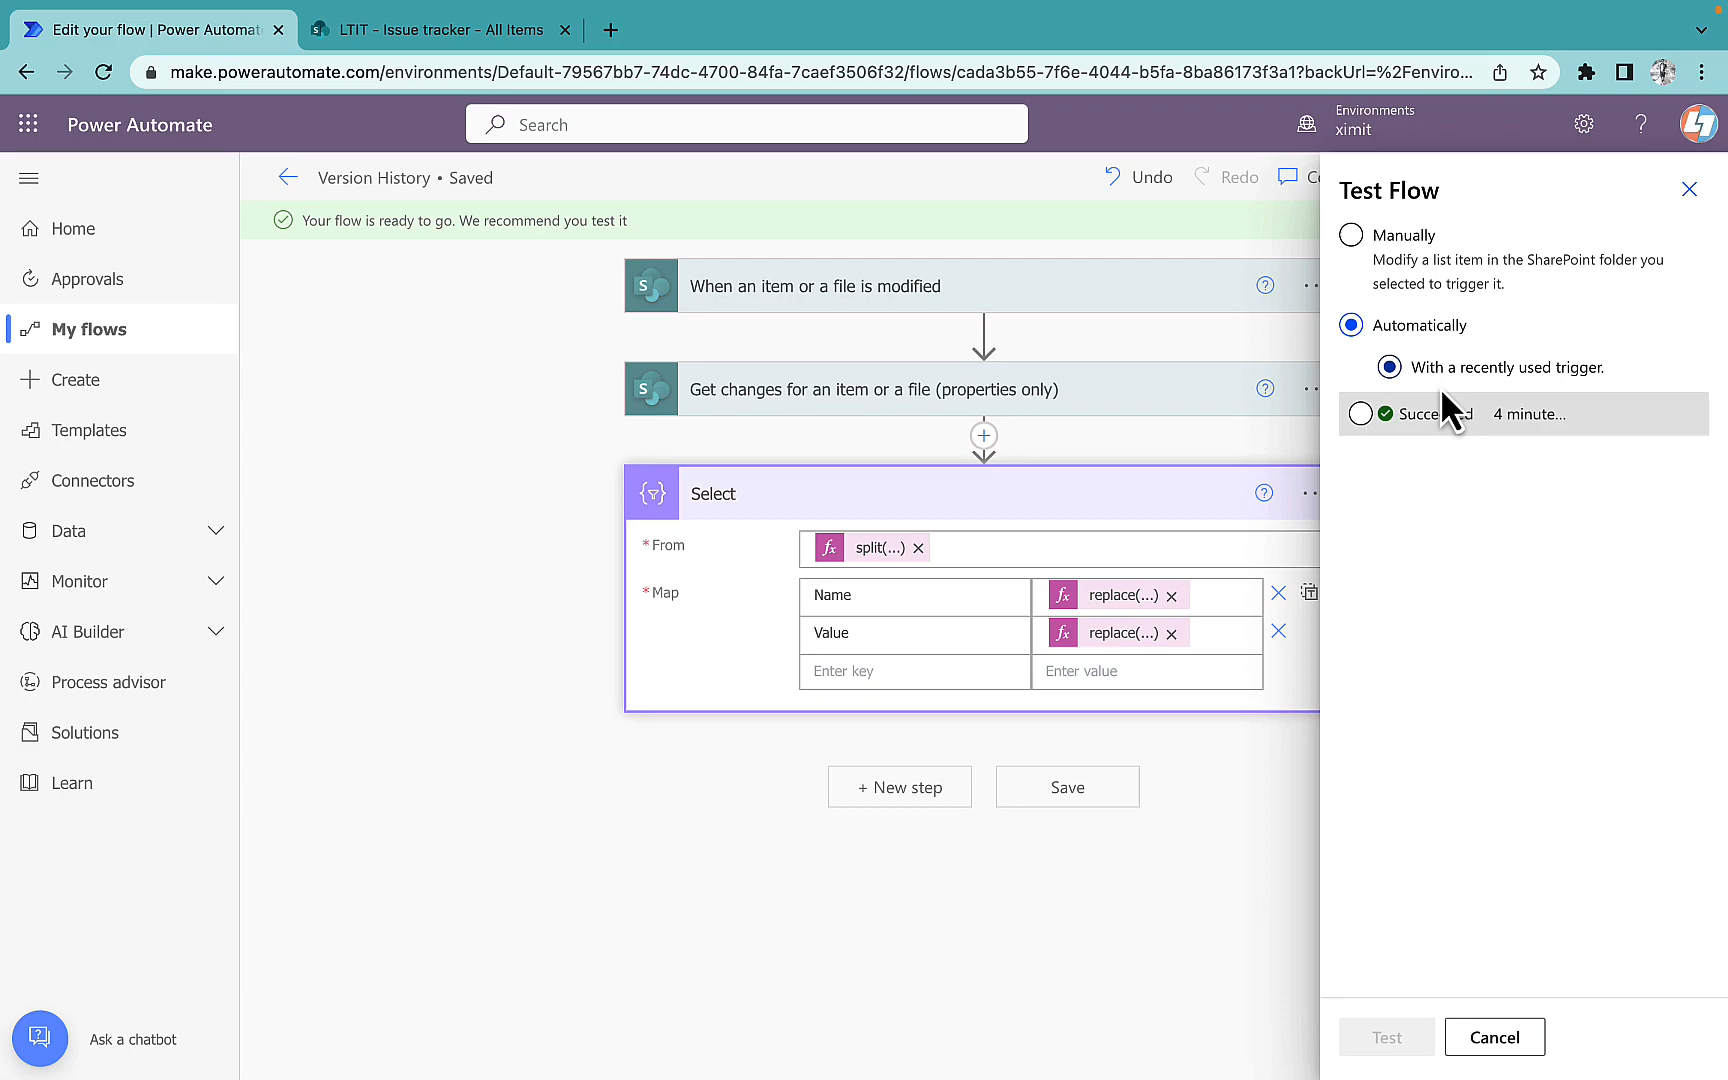 Edit your flow | Power Automat
LTIT - Issue tracker - All Items
make.powerautomate.com/environments/Default-79567bb7-74dc-4700-84fa-7caef3506f32/flows/cada3b55-7f6e-4044-b5fa-8ba86173f3a1?backUrl=%2Fenviro...
Power Automate
Search
Environments
ximit
Home
Approvals
My flows
Create
Templates
Connectors
Data
Monitor
AI Builder
Process advisor
Solutions
Learn
Ask a chatbot
Version History • Saved
Undo
Redo
Your flow is ready to go. We recommend you test it
When an item or a file is modified
Get changes for an item or a file (properties only)
Select
* From
split(...)
* Map
Name
replace(...)
Value
replace(...)
Enter key
Enter value
+ New step
Save
Test Flow
Manually
Modify a list item in the SharePoint folder you
selected to trigger it.
Automatically
With a recently used trigger.
4 minute...
Test
Cancel